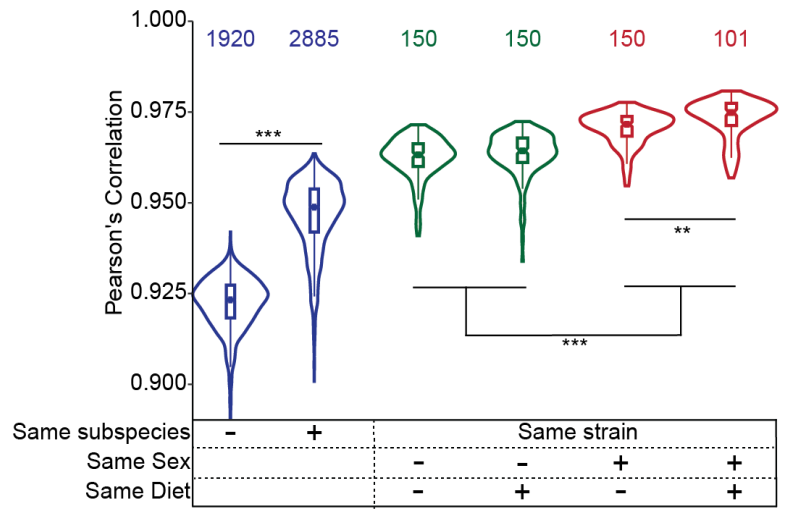 1.000
1920 2885 150 150 150 101
0.975
***
0.950
**
0.925
***
0.900
Pearson's Correlation
Same subspecies - + Same strain
Same Sex - - + +
Same Diet - + - +